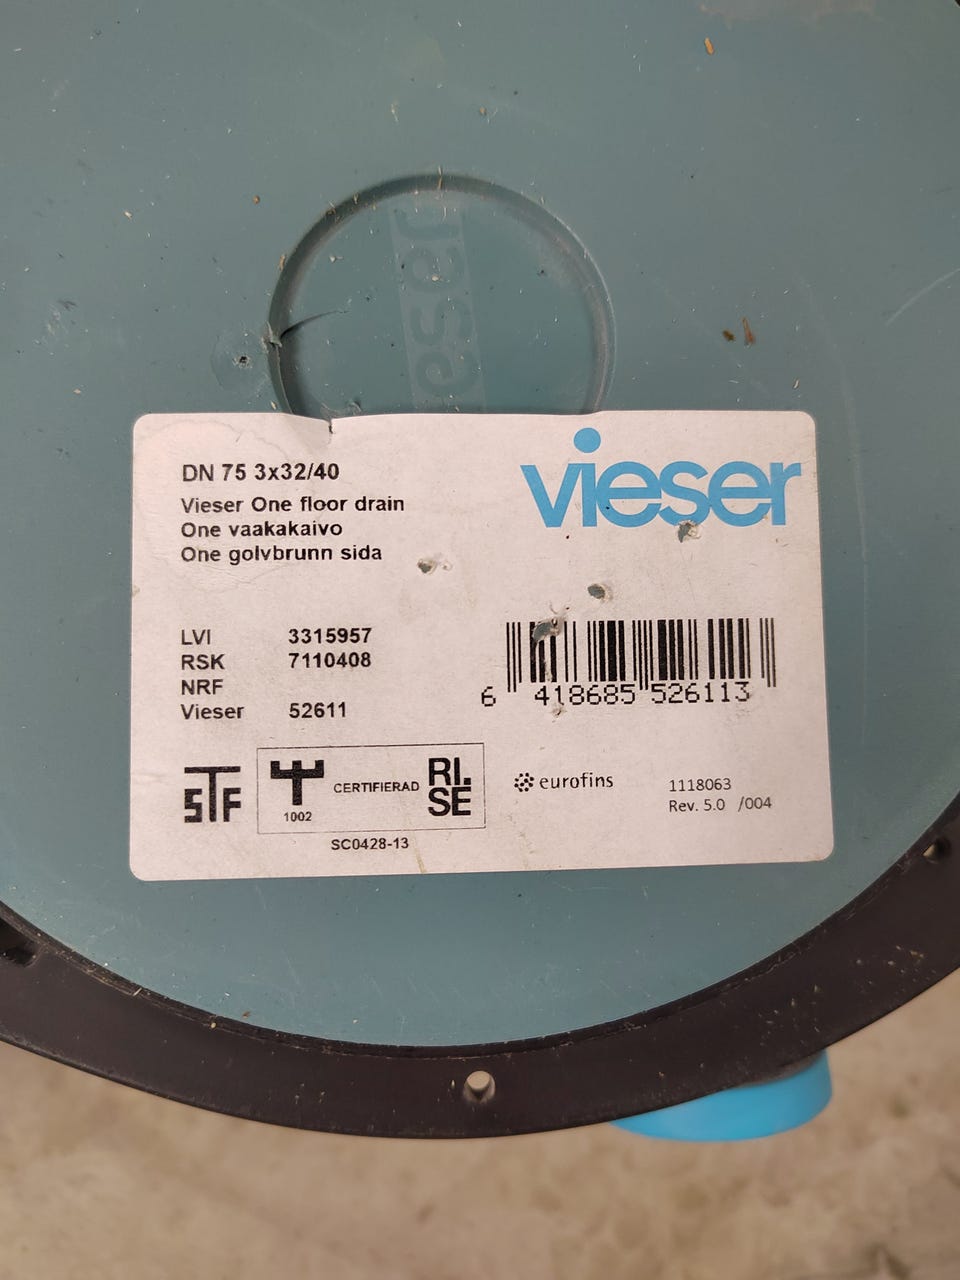 eser
DN 75 3x32/40
Vieser One floor drain
One vaakakaivo
One golvbrunn sida
vieser
LVI 3315957
RSK 7110408
NRF
Vieser 52611
6 418685 526113
STF
1002
CERTIFIERAD
RI.
SE
SC0428-13
eurofins
1118063
Rev. 5.0 /004